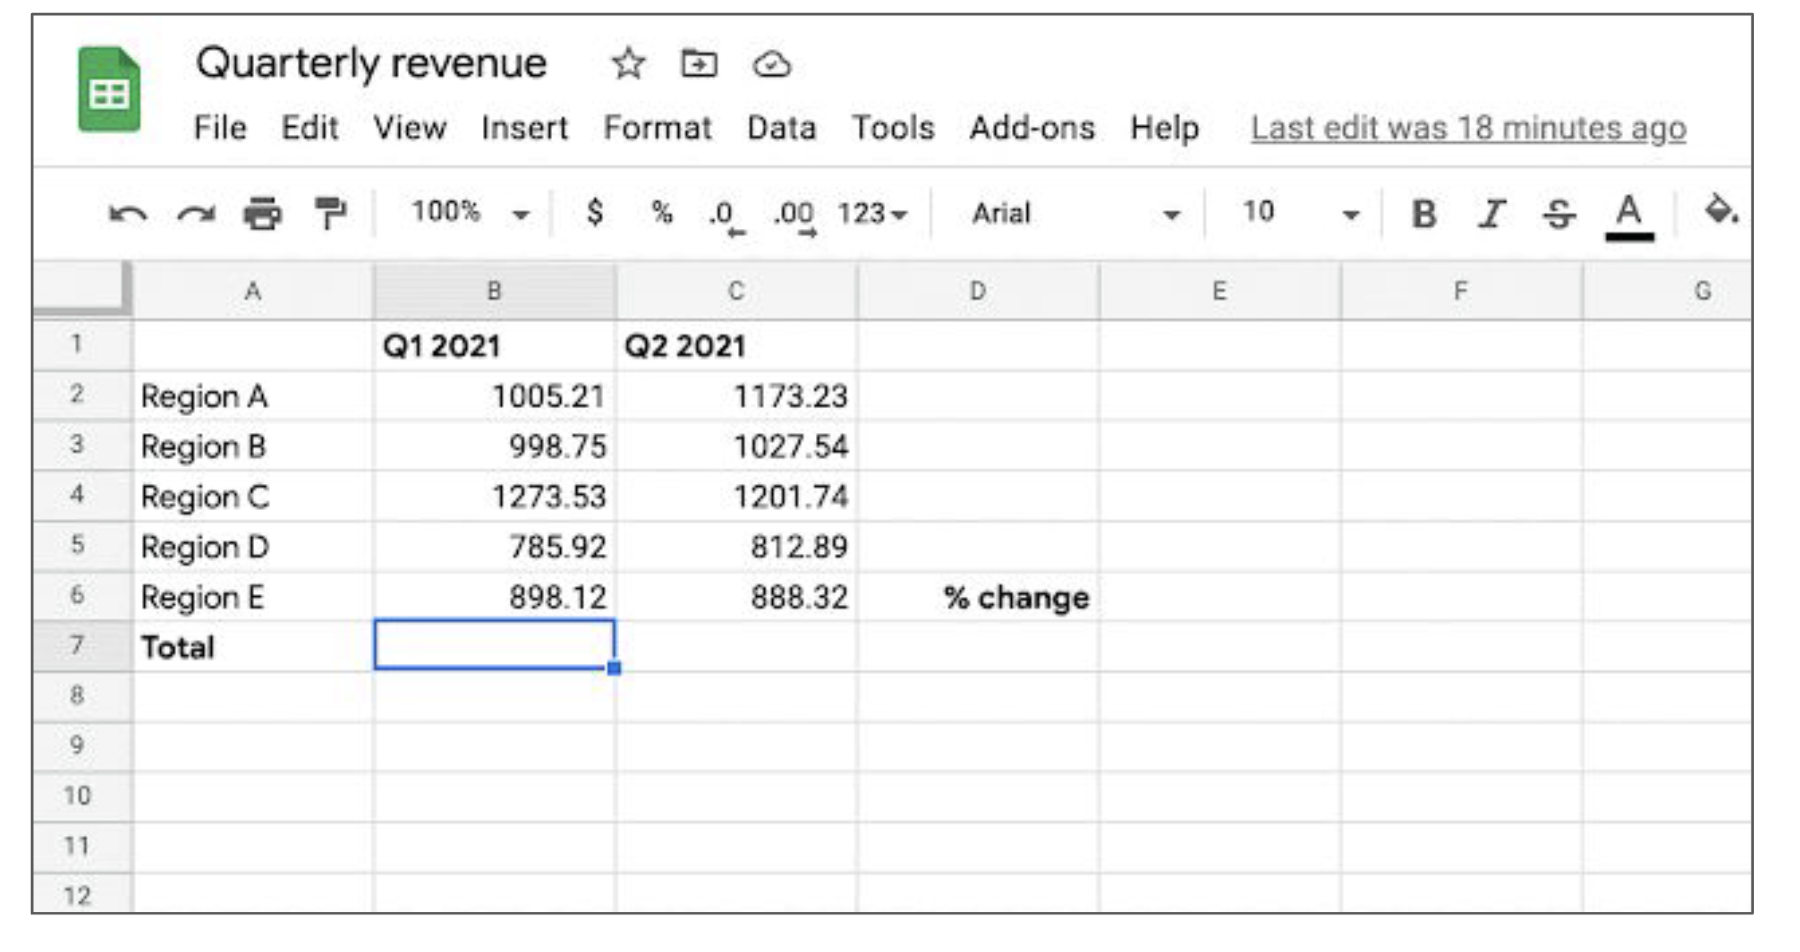 Quarterly revenue
File Edit View Insert Format Data Tools Add-ons Help Last edit was 18 minutes ago
100% $ % .0 .00 123 Arial 10 B I S A
A B C D E F G
1 Q1 2021 Q2 2021
2 Region A 1005.21 1173.23
3 Region B 998.75 1027.54
4 Region C 1273.53 1201.74
5 Region D 785.92 812.89
6 Region E 898.12 888.32 % change
7 Total
8
9
10
11
12